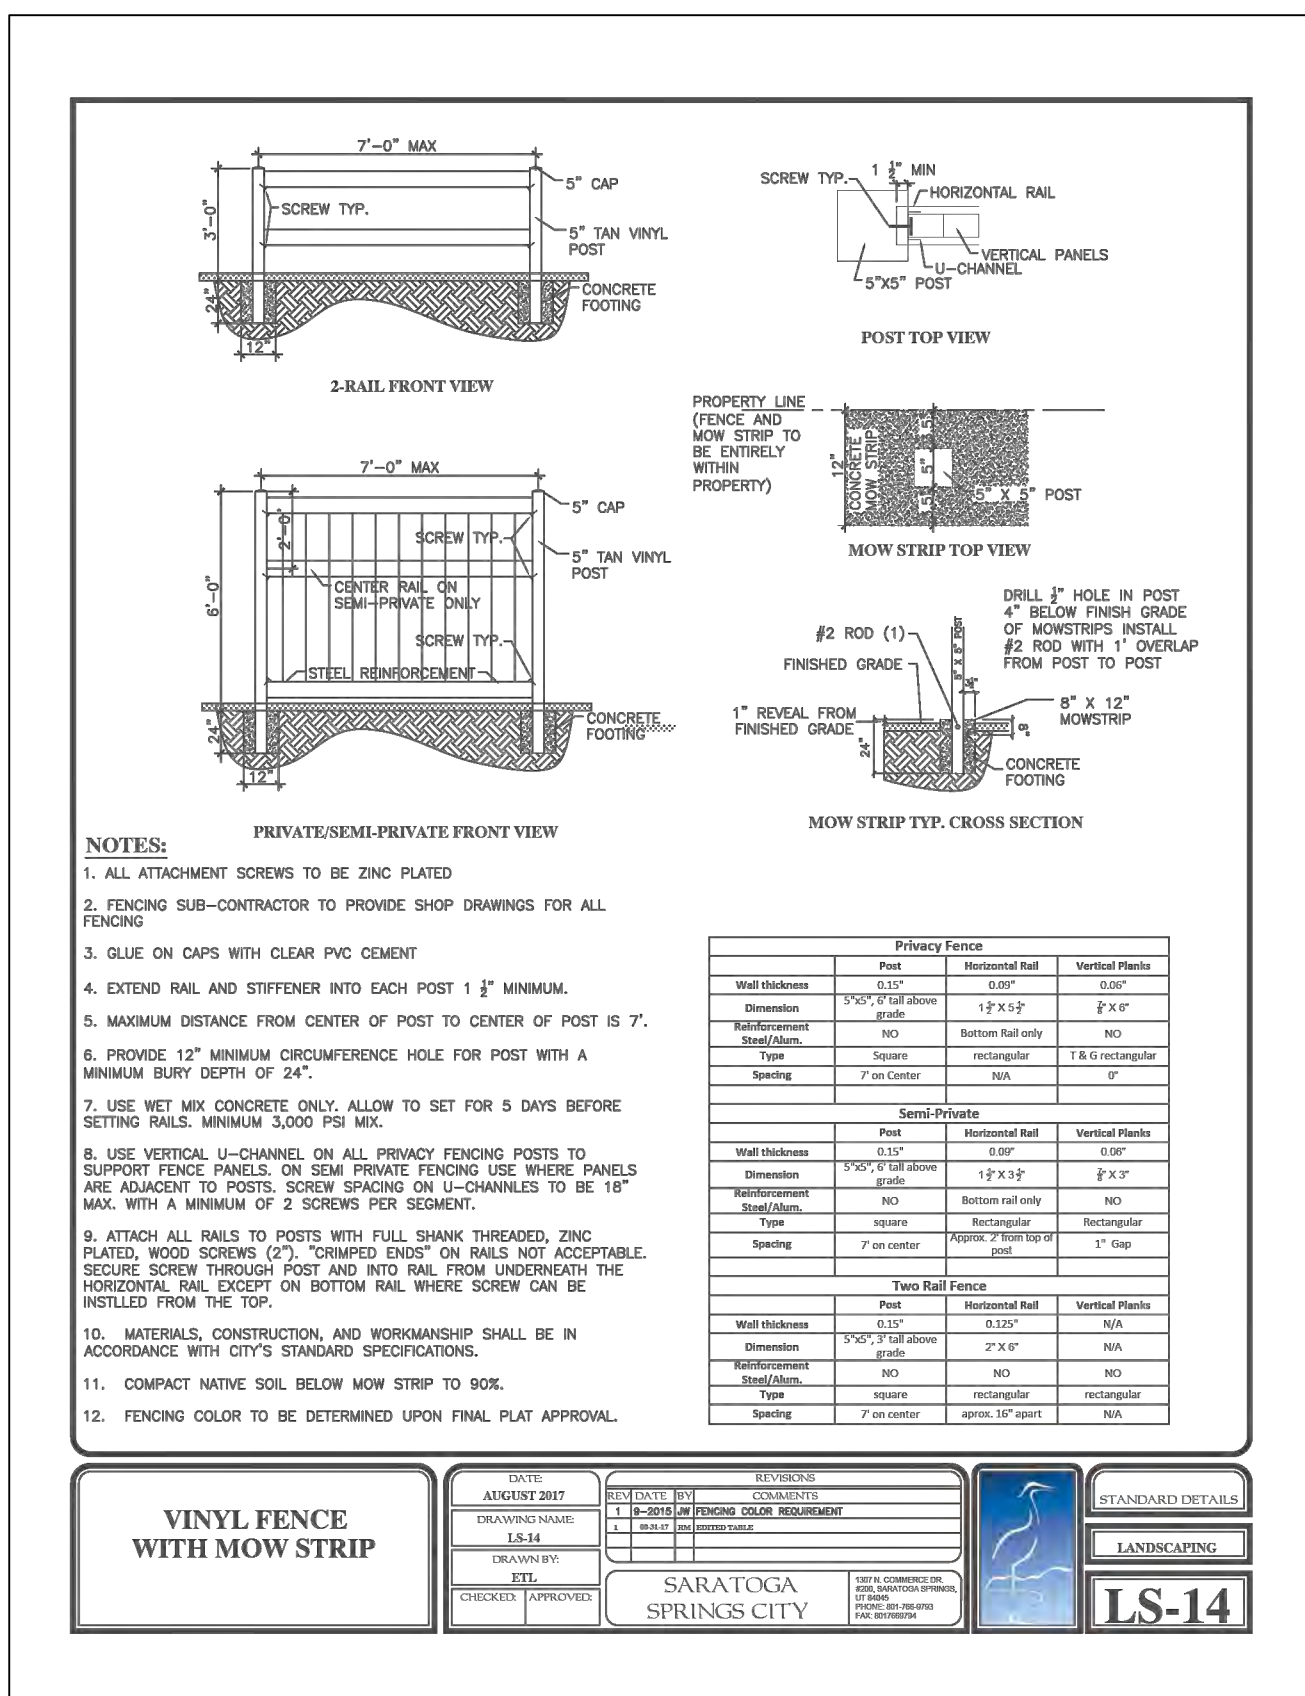 7'-0" MAX
5" CAP
SCREW TYP.
3'-0"
5" TAN VINYL
POST
CONCRETE
FOOTING
24"
12"
2-RAIL FRONT VIEW
1 1/2" MIN
SCREW TYP.
HORIZONTAL RAIL
VERTICAL PANELS
U-CHANNEL
5"X5" POST
POST TOP VIEW
PROPERTY LINE
(FENCE AND
MOW STRIP TO
BE ENTIRELY
WITHIN
PROPERTY)
12"
CONCRETE
MOW STRIP
5"
5"
5"
5" X 5" POST
MOW STRIP TOP VIEW
7'-0" MAX
5" CAP
2'-0"
SCREW TYP.
5" TAN VINYL
POST
6'-0"
CENTER RAIL ON
SEMI-PRIVATE ONLY
SCREW TYP.
STEEL REINFORCEMENT
CONCRETE
FOOTING
24"
12"
PRIVATE/SEMI-PRIVATE FRONT VIEW
DRILL 1/2" HOLE IN POST
4" BELOW FINISH GRADE
OF MOWSTRIPS INSTALL
#2 ROD WITH 1' OVERLAP
FROM POST TO POST
#2 ROD (1)
5" X 5" POST
FINISHED GRADE
8" X 12"
MOWSTRIP
1" REVEAL FROM
FINISHED GRADE
24"
8"
CONCRETE
FOOTING
MOW STRIP TYP. CROSS SECTION
NOTES:
1. ALL ATTACHMENT SCREWS TO BE ZINC PLATED
2. FENCING SUB-CONTRACTOR TO PROVIDE SHOP DRAWINGS FOR ALL
FENCING
3. GLUE ON CAPS WITH CLEAR PVC CEMENT
4. EXTEND RAIL AND STIFFENER INTO EACH POST 1 1/2" MINIMUM.
5. MAXIMUM DISTANCE FROM CENTER OF POST TO CENTER OF POST IS 7'.
6. PROVIDE 12" MINIMUM CIRCUMFERENCE HOLE FOR POST WITH A
MINIMUM BURY DEPTH OF 24".
7. USE WET MIX CONCRETE ONLY. ALLOW TO SET FOR 5 DAYS BEFORE
SETTING RAILS. MINIMUM 3,000 PSI MIX.
8. USE VERTICAL U-CHANNEL ON ALL PRIVACY FENCING POSTS TO
SUPPORT FENCE PANELS. ON SEMI PRIVATE FENCING USE WHERE PANELS
ARE ADJACENT TO POSTS. SCREW SPACING ON U-CHANNLES TO BE 18"
MAX. WITH A MINIMUM OF 2 SCREWS PER SEGMENT.
9. ATTACH ALL RAILS TO POSTS WITH FULL SHANK THREADED, ZINC
PLATED, WOOD SCREWS (2"). "CRIMPED ENDS" ON RAILS NOT ACCEPTABLE.
SECURE SCREW THROUGH POST AND INTO RAIL FROM UNDERNEATH THE
HORIZONTAL RAIL EXCEPT ON BOTTOM RAIL WHERE SCREW CAN BE
INSTLLED FROM THE TOP.
10. MATERIALS, CONSTRUCTION, AND WORKMANSHIP SHALL BE IN
ACCORDANCE WITH CITY'S STANDARD SPECIFICATIONS.
11. COMPACT NATIVE SOIL BELOW MOW STRIP TO 90%.
12. FENCING COLOR TO BE DETERMINED UPON FINAL PLAT APPROVAL.
Privacy Fence
Post Horizontal Rail Vertical Planks
Wall thickness 0.15" 0.09" 0.06"
Dimension 5"x5", 6' tall above grade 1 1/2" X 5 1/2" 7/8" X 6"
Reinforcement Steel/Alum. NO Bottom Rail only NO
Type Square rectangular T & G rectangular
Spacing 7' on Center N/A 0"
Semi-Private
Post Horizontal Rail Vertical Planks
Wall thickness 0.15" 0.09" 0.06"
Dimension 5"x5", 6' tall above grade 1 1/2" X 3 1/2" 7/8" X 3"
Reinforcement Steel/Alum. NO Bottom rail only NO
Type square Rectangular Rectangular
Spacing 7' on center Approx. 2' from top of post 1" Gap
Two Rail Fence
Post Horizontal Rail Vertical Planks
Wall thickness 0.15" 0.125" N/A
Dimension 5"x5", 3' tall above grade 2" X 6" N/A
Reinforcement Steel/Alum. NO NO NO
Type square rectangular rectangular
Spacing 7' on center aprox. 16" apart N/A
VINYL FENCE
WITH MOW STRIP
DATE:
AUGUST 2017
DRAWING NAME:
LS-14
DRAWN BY:
ETL
CHECKED: APPROVED:
REVISIONS
REV DATE BY COMMENTS
1 9-2015 JW FENCING COLOR REQUIREMENT
1 08-31-17 RM EDITED TABLE
SARATOGA
SPRINGS CITY
1307 N. COMMERCE DR.
#200, SARATOGA SPRINGS,
UT 84045
PHONE: 801-766-9793
FAX: 8017669794
STANDARD DETAILS
LANDSCAPING
LS-14